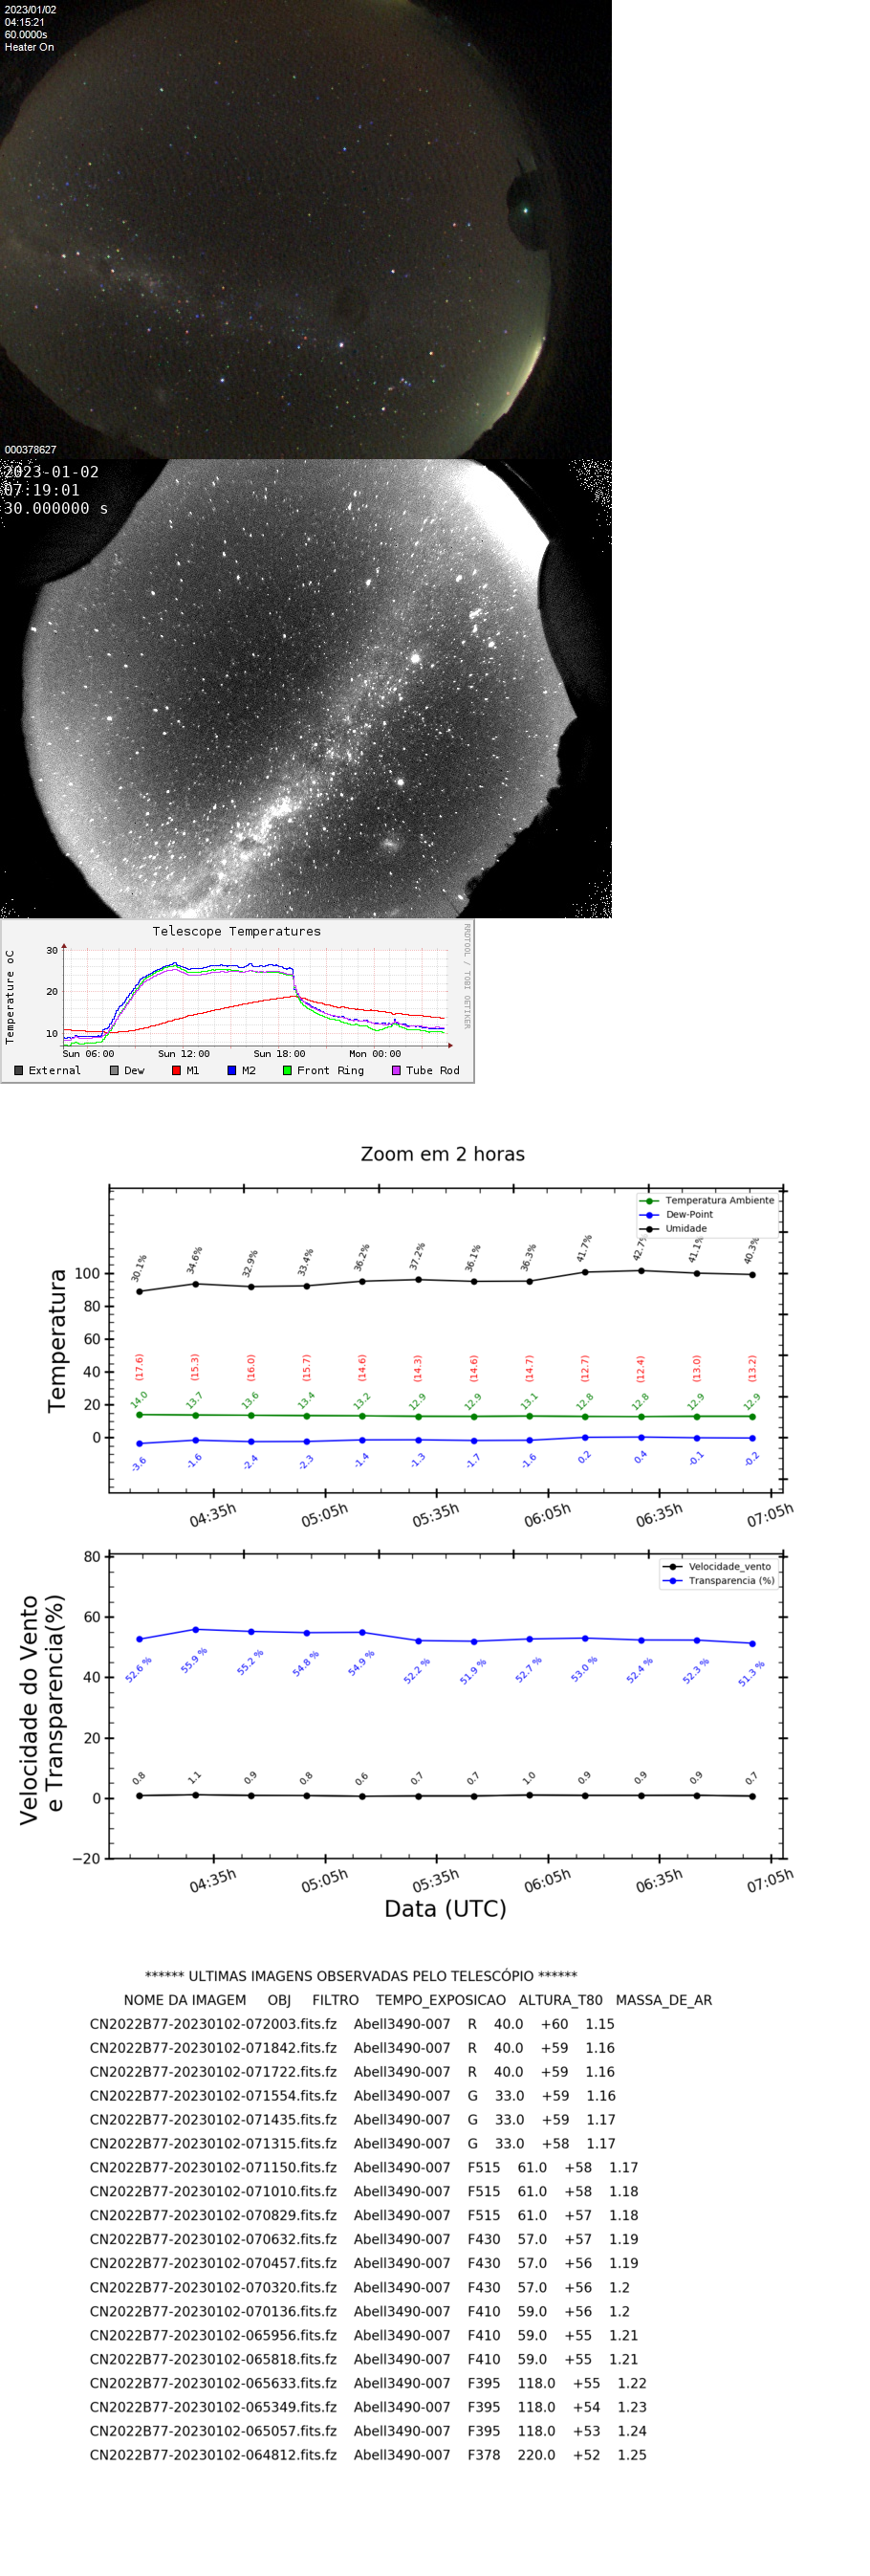 2023/01/02
04:15:21
60.0000s
Heater On
000378627
2023-01-02
07:19:01
30.000000 s
Telescope Temperatures
Temperature oC
RRDTOOL / TOBI OETIKER
30
20
10
Sun 06:00 Sun 12:00 Sun 18:00 Mon 00:00
External Dew M1 M2 Front Ring Tube Rod
Zoom em 2 horas
Temperatura Ambiente
Dew-Point
Umidade
Temperatura
100
80
60
40
20
0
30.1% 34.6% 32.9% 33.4% 36.2% 37.2% 36.1% 36.3% 41.7% 42.7% 41.1% 40.3%
(17.6) (15.3) (16.0) (15.7) (14.6) (14.3) (14.6) (14.7) (12.7) (12.4) (13.0) (13.2)
14.0 13.7 13.6 13.4 13.2 12.9 12.9 13.1 12.8 12.8 12.9 12.9
-3.6 -1.6 -2.4 -2.3 -1.4 -1.3 -1.7 -1.6 0.2 0.4 -0.1 -0.2
04:35h 05:05h 05:35h 06:05h 06:35h 07:05h
Velocidade_vento
Transparencia (%)
Velocidade do Vento
e Transparencia(%)
80
60
40
20
0
−20
52.6 % 55.9 % 55.2 % 54.8 % 54.9 % 52.2 % 51.9 % 52.7 % 53.0 % 52.4 % 52.3 % 51.3 %
0.8 1.1 0.9 0.8 0.6 0.7 0.7 1.0 0.9 0.9 0.9 0.7
04:35h 05:05h 05:35h 06:05h 06:35h 07:05h
Data (UTC)
****** ULTIMAS IMAGENS OBSERVADAS PELO TELESCÓPIO ******
NOME DA IMAGEM OBJ FILTRO TEMPO_EXPOSICAO ALTURA_T80 MASSA_DE_AR
CN2022B77-20230102-072003.fits.fz Abell3490-007 R 40.0 +60 1.15
CN2022B77-20230102-071842.fits.fz Abell3490-007 R 40.0 +59 1.16
CN2022B77-20230102-071722.fits.fz Abell3490-007 R 40.0 +59 1.16
CN2022B77-20230102-071554.fits.fz Abell3490-007 G 33.0 +59 1.16
CN2022B77-20230102-071435.fits.fz Abell3490-007 G 33.0 +59 1.17
CN2022B77-20230102-071315.fits.fz Abell3490-007 G 33.0 +58 1.17
CN2022B77-20230102-071150.fits.fz Abell3490-007 F515 61.0 +58 1.17
CN2022B77-20230102-071010.fits.fz Abell3490-007 F515 61.0 +58 1.18
CN2022B77-20230102-070829.fits.fz Abell3490-007 F515 61.0 +57 1.18
CN2022B77-20230102-070632.fits.fz Abell3490-007 F430 57.0 +57 1.19
CN2022B77-20230102-070457.fits.fz Abell3490-007 F430 57.0 +56 1.19
CN2022B77-20230102-070320.fits.fz Abell3490-007 F430 57.0 +56 1.2
CN2022B77-20230102-070136.fits.fz Abell3490-007 F410 59.0 +56 1.2
CN2022B77-20230102-065956.fits.fz Abell3490-007 F410 59.0 +55 1.21
CN2022B77-20230102-065818.fits.fz Abell3490-007 F410 59.0 +55 1.21
CN2022B77-20230102-065633.fits.fz Abell3490-007 F395 118.0 +55 1.22
CN2022B77-20230102-065349.fits.fz Abell3490-007 F395 118.0 +54 1.23
CN2022B77-20230102-065057.fits.fz Abell3490-007 F395 118.0 +53 1.24
CN2022B77-20230102-064812.fits.fz Abell3490-007 F378 220.0 +52 1.25